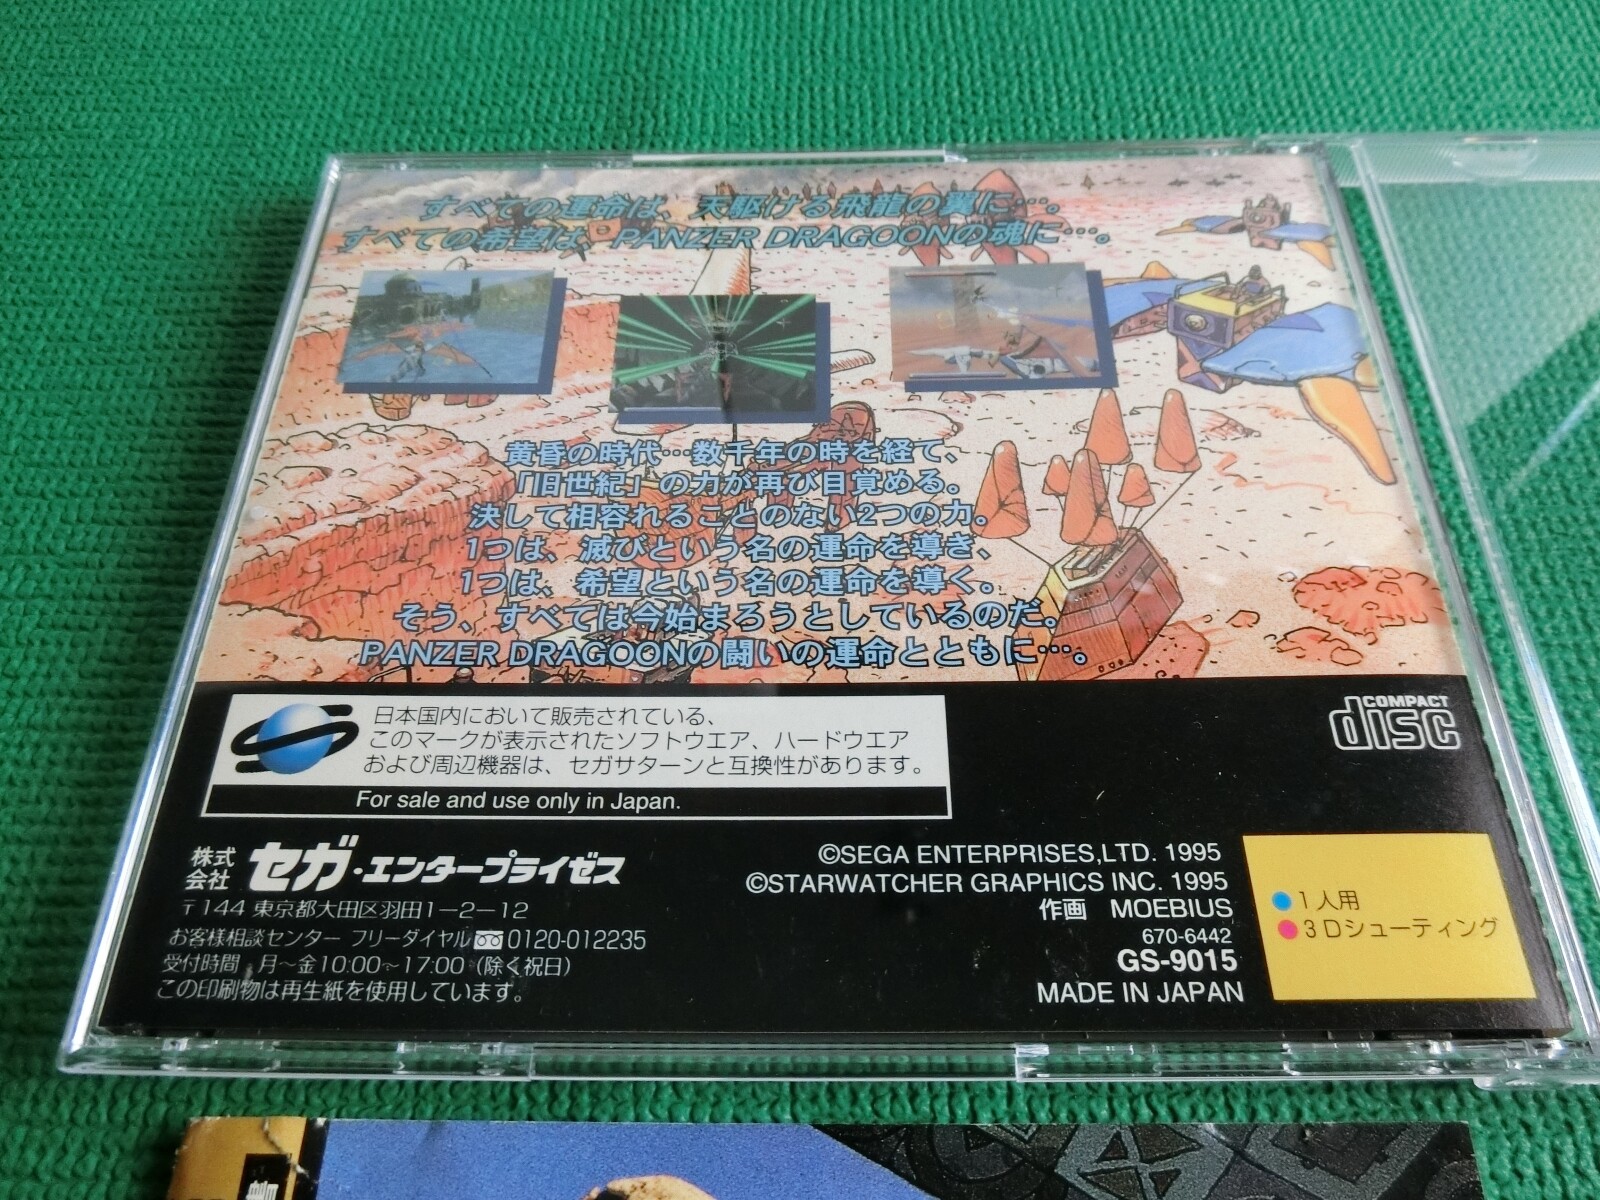 すべての運命は、天駆ける飛龍の翼に…。
すべての希望は、PANZER DRAGOONの魂に…。
黄昏の時代…数千年の時を経て、
「旧世紀」の力が再び目覚める。
決して相容れることのない2つの力。
1つは、滅びという名の運命を導き、
1つは、希望という名の運命を導く。
そう、すべては今始まろうとしているのだ。
PANZER DRAGOONの闘いの運命とともに…。
日本国内において販売されている、
このマークが表示されたソフトウエア、ハードウエア
および周辺機器は、セガサターンと互換性があります。
For sale and use only in Japan.
COMPACT
disc
株式会社 セガ・エンタープライゼス
〒144 東京都大田区羽田1-2-12
お客様相談センター フリーダイヤル 0120-012235
受付時間 月~金10:00~17:00 (除く祝日)
この印刷物は再生紙を使用しています。
©SEGA ENTERPRISES,LTD. 1995
©STARWATCHER GRAPHICS INC. 1995
作画 MOEBIUS
670-6442
GS-9015
MADE IN JAPAN
●1人用
●3Dシューティング